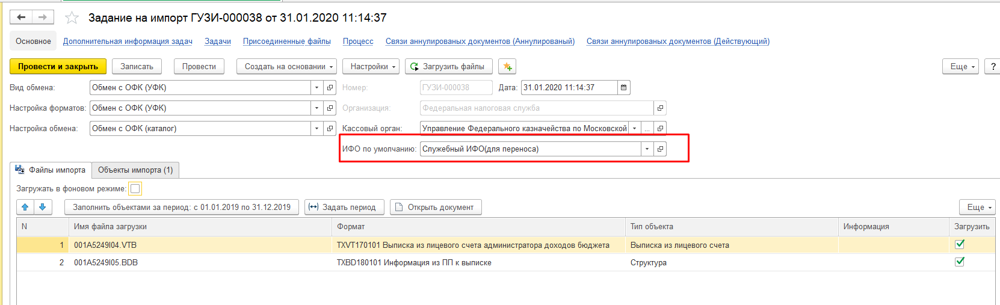 Задание на импорт ГУЗИ-000038 от 31.01.2020 11:14:37
Основное Дополнительная информация задач Задачи Присоединенные файлы Процесс Связи аннулированых документов (Аннулированый) Связи аннулированых документов (Действующий)
Провести и закрыть Записать Провести Создать на основании Настройки Загрузить файлы Еще ?
Вид обмена: Обмен с ОФК (УФК) Номер: ГУЗИ-000038 Дата: 31.01.2020 11:14:37
Настройка форматов: Обмен с ОФК (УФК) Организация: Федеральная налоговая служба
Настройка обмена: Обмен с ОФК (каталог) Кассовый орган: Управление Федерального казначейства по Московской ...
ИФО по умолчанию: Служебный ИФО(для переноса)
Файлы импорта Объекты импорта (1)
Загружать в фоновом режиме:
Заполнить объектами за период: с 01.01.2019 по 31.12.2019 Задать период Открыть документ Еще
N Имя файла загрузки Формат Тип объекта Информация Загрузить
1 001A5249I04.VTB TXVT170101 Выписка из лицевого счета администратора доходов бюджета Выписка из лицевого счета
2 001A5249I05.BDB TXBD180101 Информация из ПП к выписке Структура